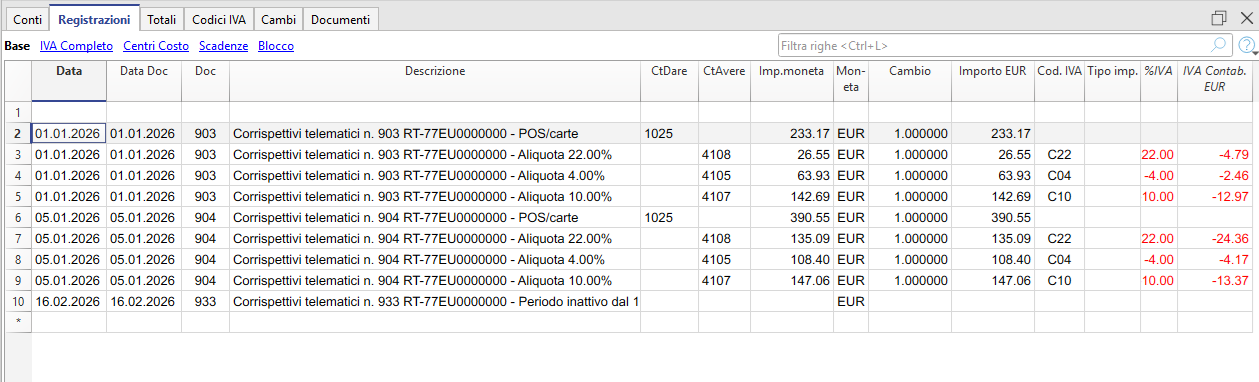 Conti Registrazioni Totali Codici IVA Cambi Documenti
Base IVA Completo Centri Costo Scadenze Blocco Filtra righe <Ctrl+L>
Data Data Doc Doc Descrizione CtDare CtAvere Imp.moneta Mon-eta Cambio Importo EUR Cod. IVA Tipo imp. %IVA IVA Contab. EUR
1
2 01.01.2026 01.01.2026 903 Corrispettivi telematici n. 903 RT-77EU0000000 - POS/carte 1025 233.17 EUR 1.000000 233.17
3 01.01.2026 01.01.2026 903 Corrispettivi telematici n. 903 RT-77EU0000000 - Aliquota 22.00% 4108 26.55 EUR 1.000000 26.55 C22 22.00 -4.79
4 01.01.2026 01.01.2026 903 Corrispettivi telematici n. 903 RT-77EU0000000 - Aliquota 4.00% 4105 63.93 EUR 1.000000 63.93 C04 -4.00 -2.46
5 01.01.2026 01.01.2026 903 Corrispettivi telematici n. 903 RT-77EU0000000 - Aliquota 10.00% 4107 142.69 EUR 1.000000 142.69 C10 10.00 -12.97
6 05.01.2026 05.01.2026 904 Corrispettivi telematici n. 904 RT-77EU0000000 - POS/carte 1025 390.55 EUR 1.000000 390.55
7 05.01.2026 05.01.2026 904 Corrispettivi telematici n. 904 RT-77EU0000000 - Aliquota 22.00% 4108 135.09 EUR 1.000000 135.09 C22 22.00 -24.36
8 05.01.2026 05.01.2026 904 Corrispettivi telematici n. 904 RT-77EU0000000 - Aliquota 4.00% 4105 108.40 EUR 1.000000 108.40 C04 -4.00 -4.17
9 05.01.2026 05.01.2026 904 Corrispettivi telematici n. 904 RT-77EU0000000 - Aliquota 10.00% 4107 147.06 EUR 1.000000 147.06 C10 10.00 -13.37
10 16.02.2026 16.02.2026 933 Corrispettivi telematici n. 933 RT-77EU0000000 - Periodo inattivo dal 1 EUR
*